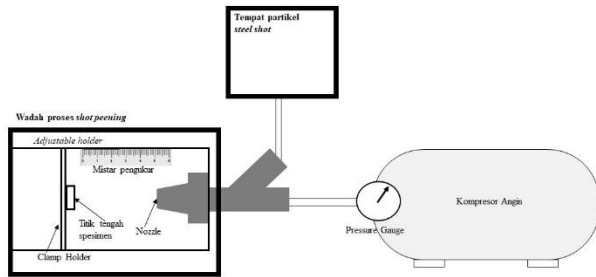 Tempat partikel
steel shot
Wadah proses shot peening
Adjustable holder
Mistar pengukur
Titik tengah
spesimen
Nozzle
Clamp Holder
Pressure Gauge
Kompresor Angin